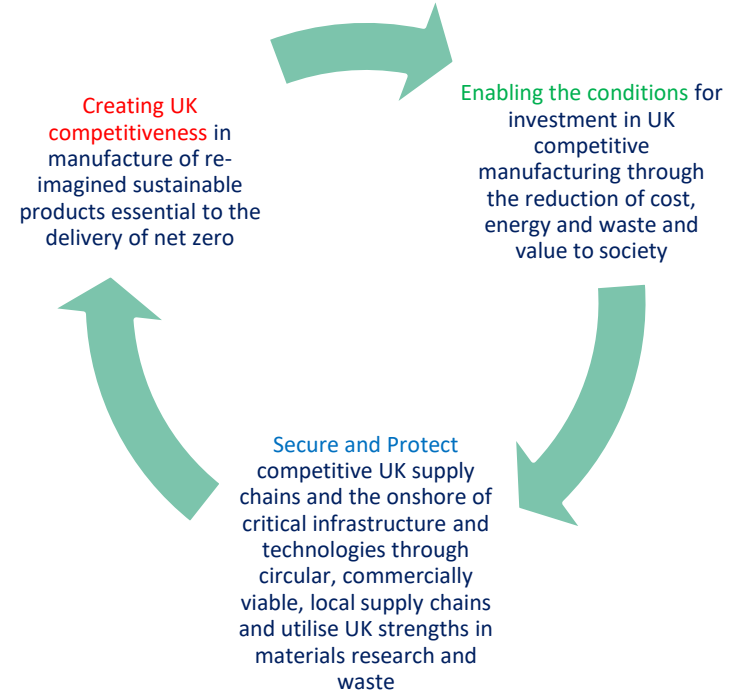 Creating UK
competitiveness in
manufacture of re-
imagined sustainable
products essential to the
delivery of net zero
Enabling the conditions for
investment in UK
competitive
manufacturing through
the reduction of cost,
energy and waste and
value to society
Secure and Protect
competitive UK supply
chains and the onshore of
critical infrastructure and
technologies through
circular, commercially
viable, local supply chains
and utilise UK strengths in
materials research and
waste